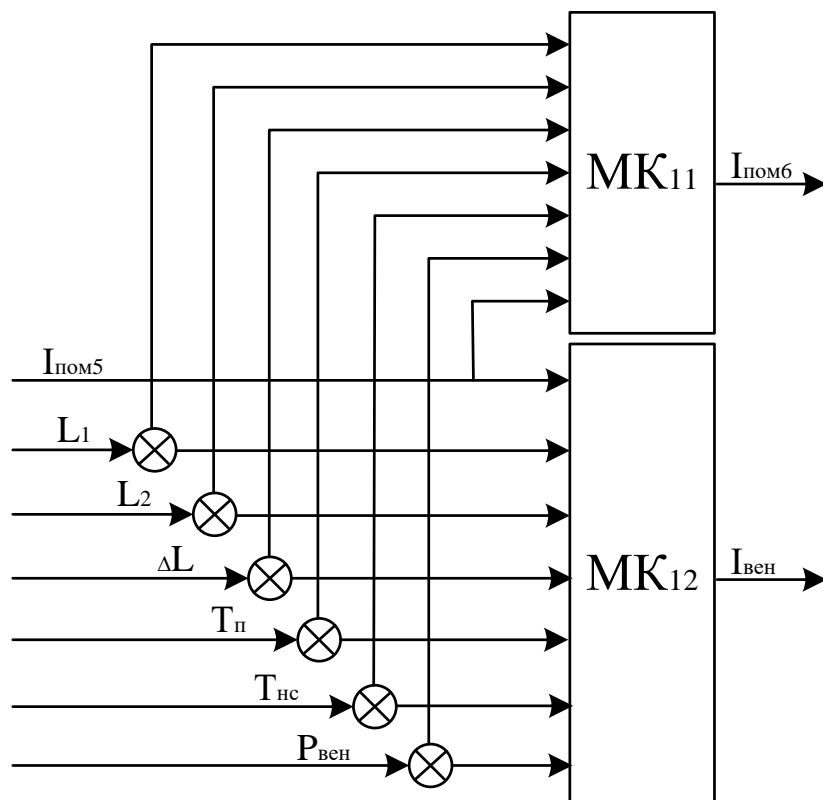 МК11
Iпом6
Iпом5
L1
L2
ΔL
Tп
Tнс
Pвен
МК12
Iвен